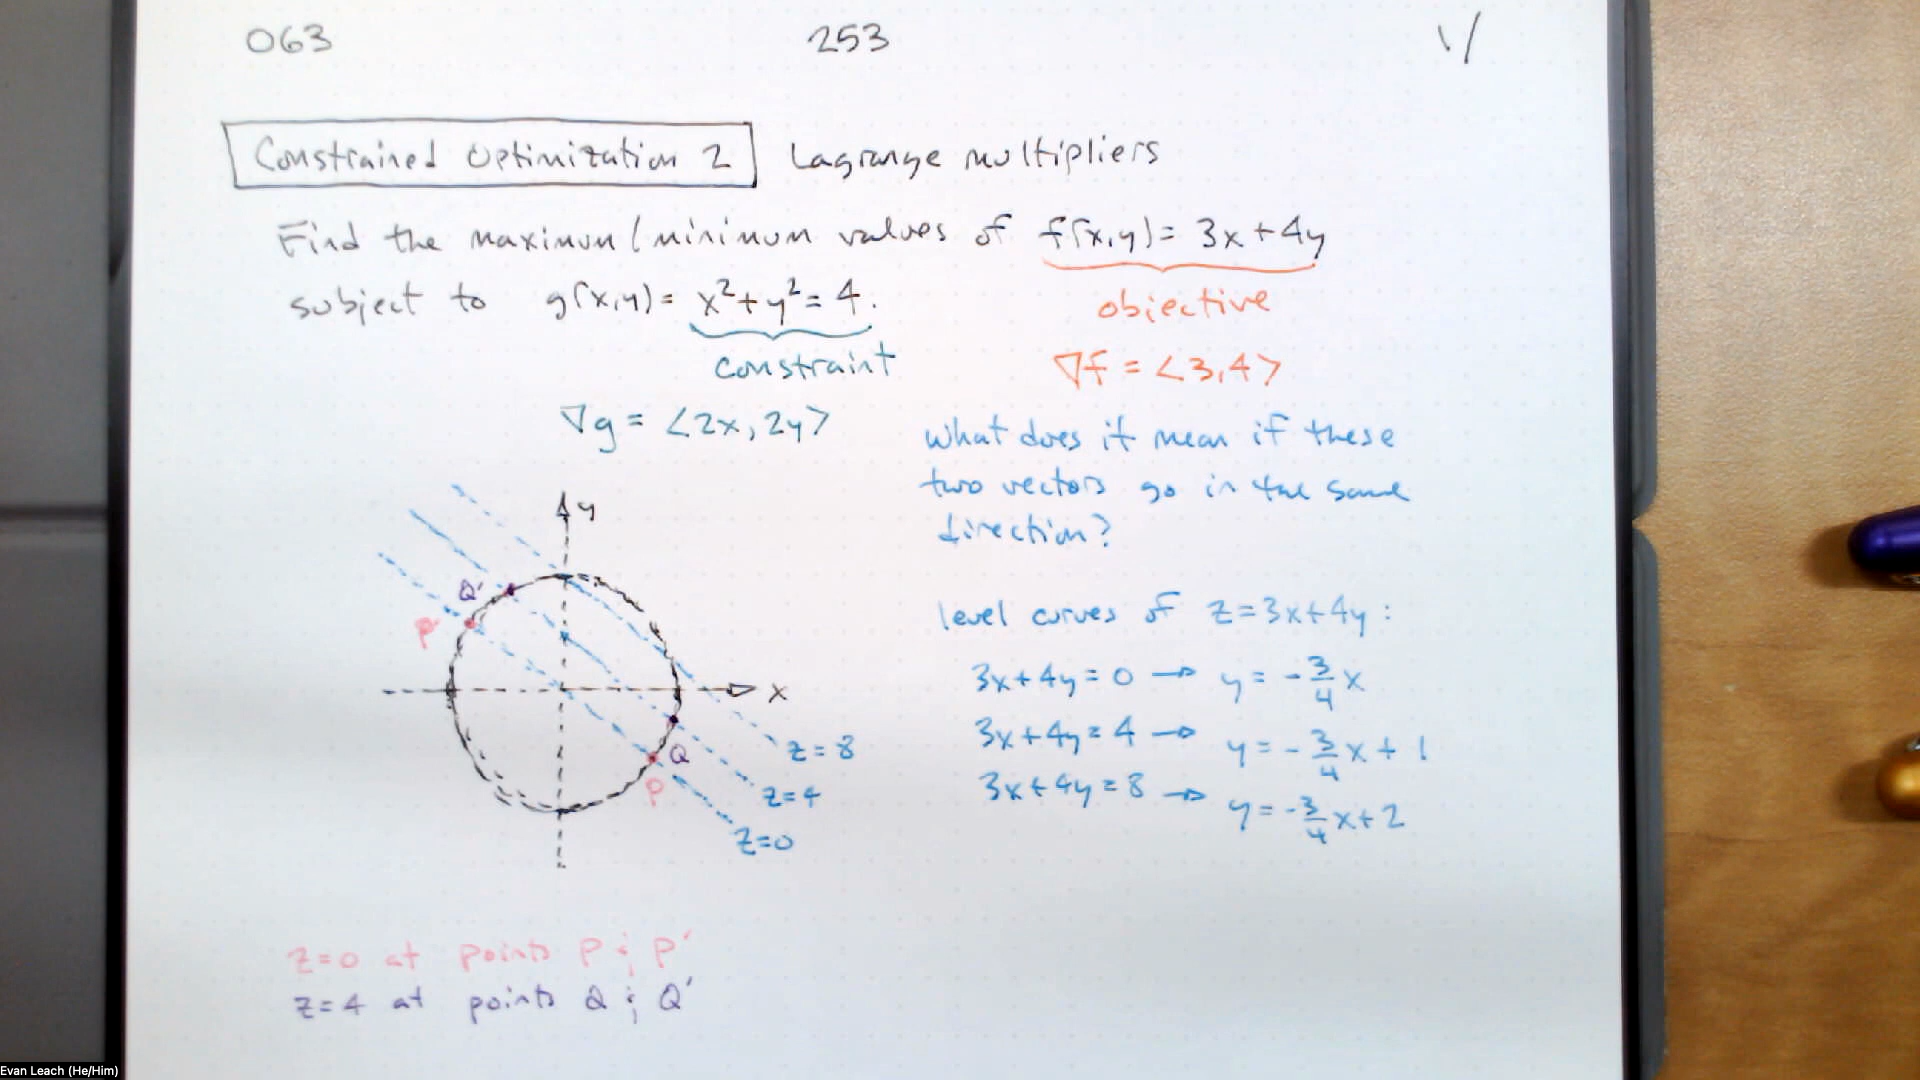 063 253 1/
Constrained Optimization 2 Lagrange multipliers
Find the maximum/minimum values of f(x,y) = 3x+4y
subject to g(x,y) = x²+y² = 4.
objective
constraint
∇f = <3,4>
∇g = <2x, 2y>
what does it mean if these
two vectors go in the same
direction?
y
Q'
P'
x
Q
P
z=8
z=4
z=0
level curves of z=3x+4y:
3x+4y=0 → y = -3/4 x
3x+4y=4 → y = -3/4 x + 1
3x+4y=8 → y = -3/4 x + 2
z=0 at points P & P'
z=4 at points Q & Q'
Evan Leach (He/Him)